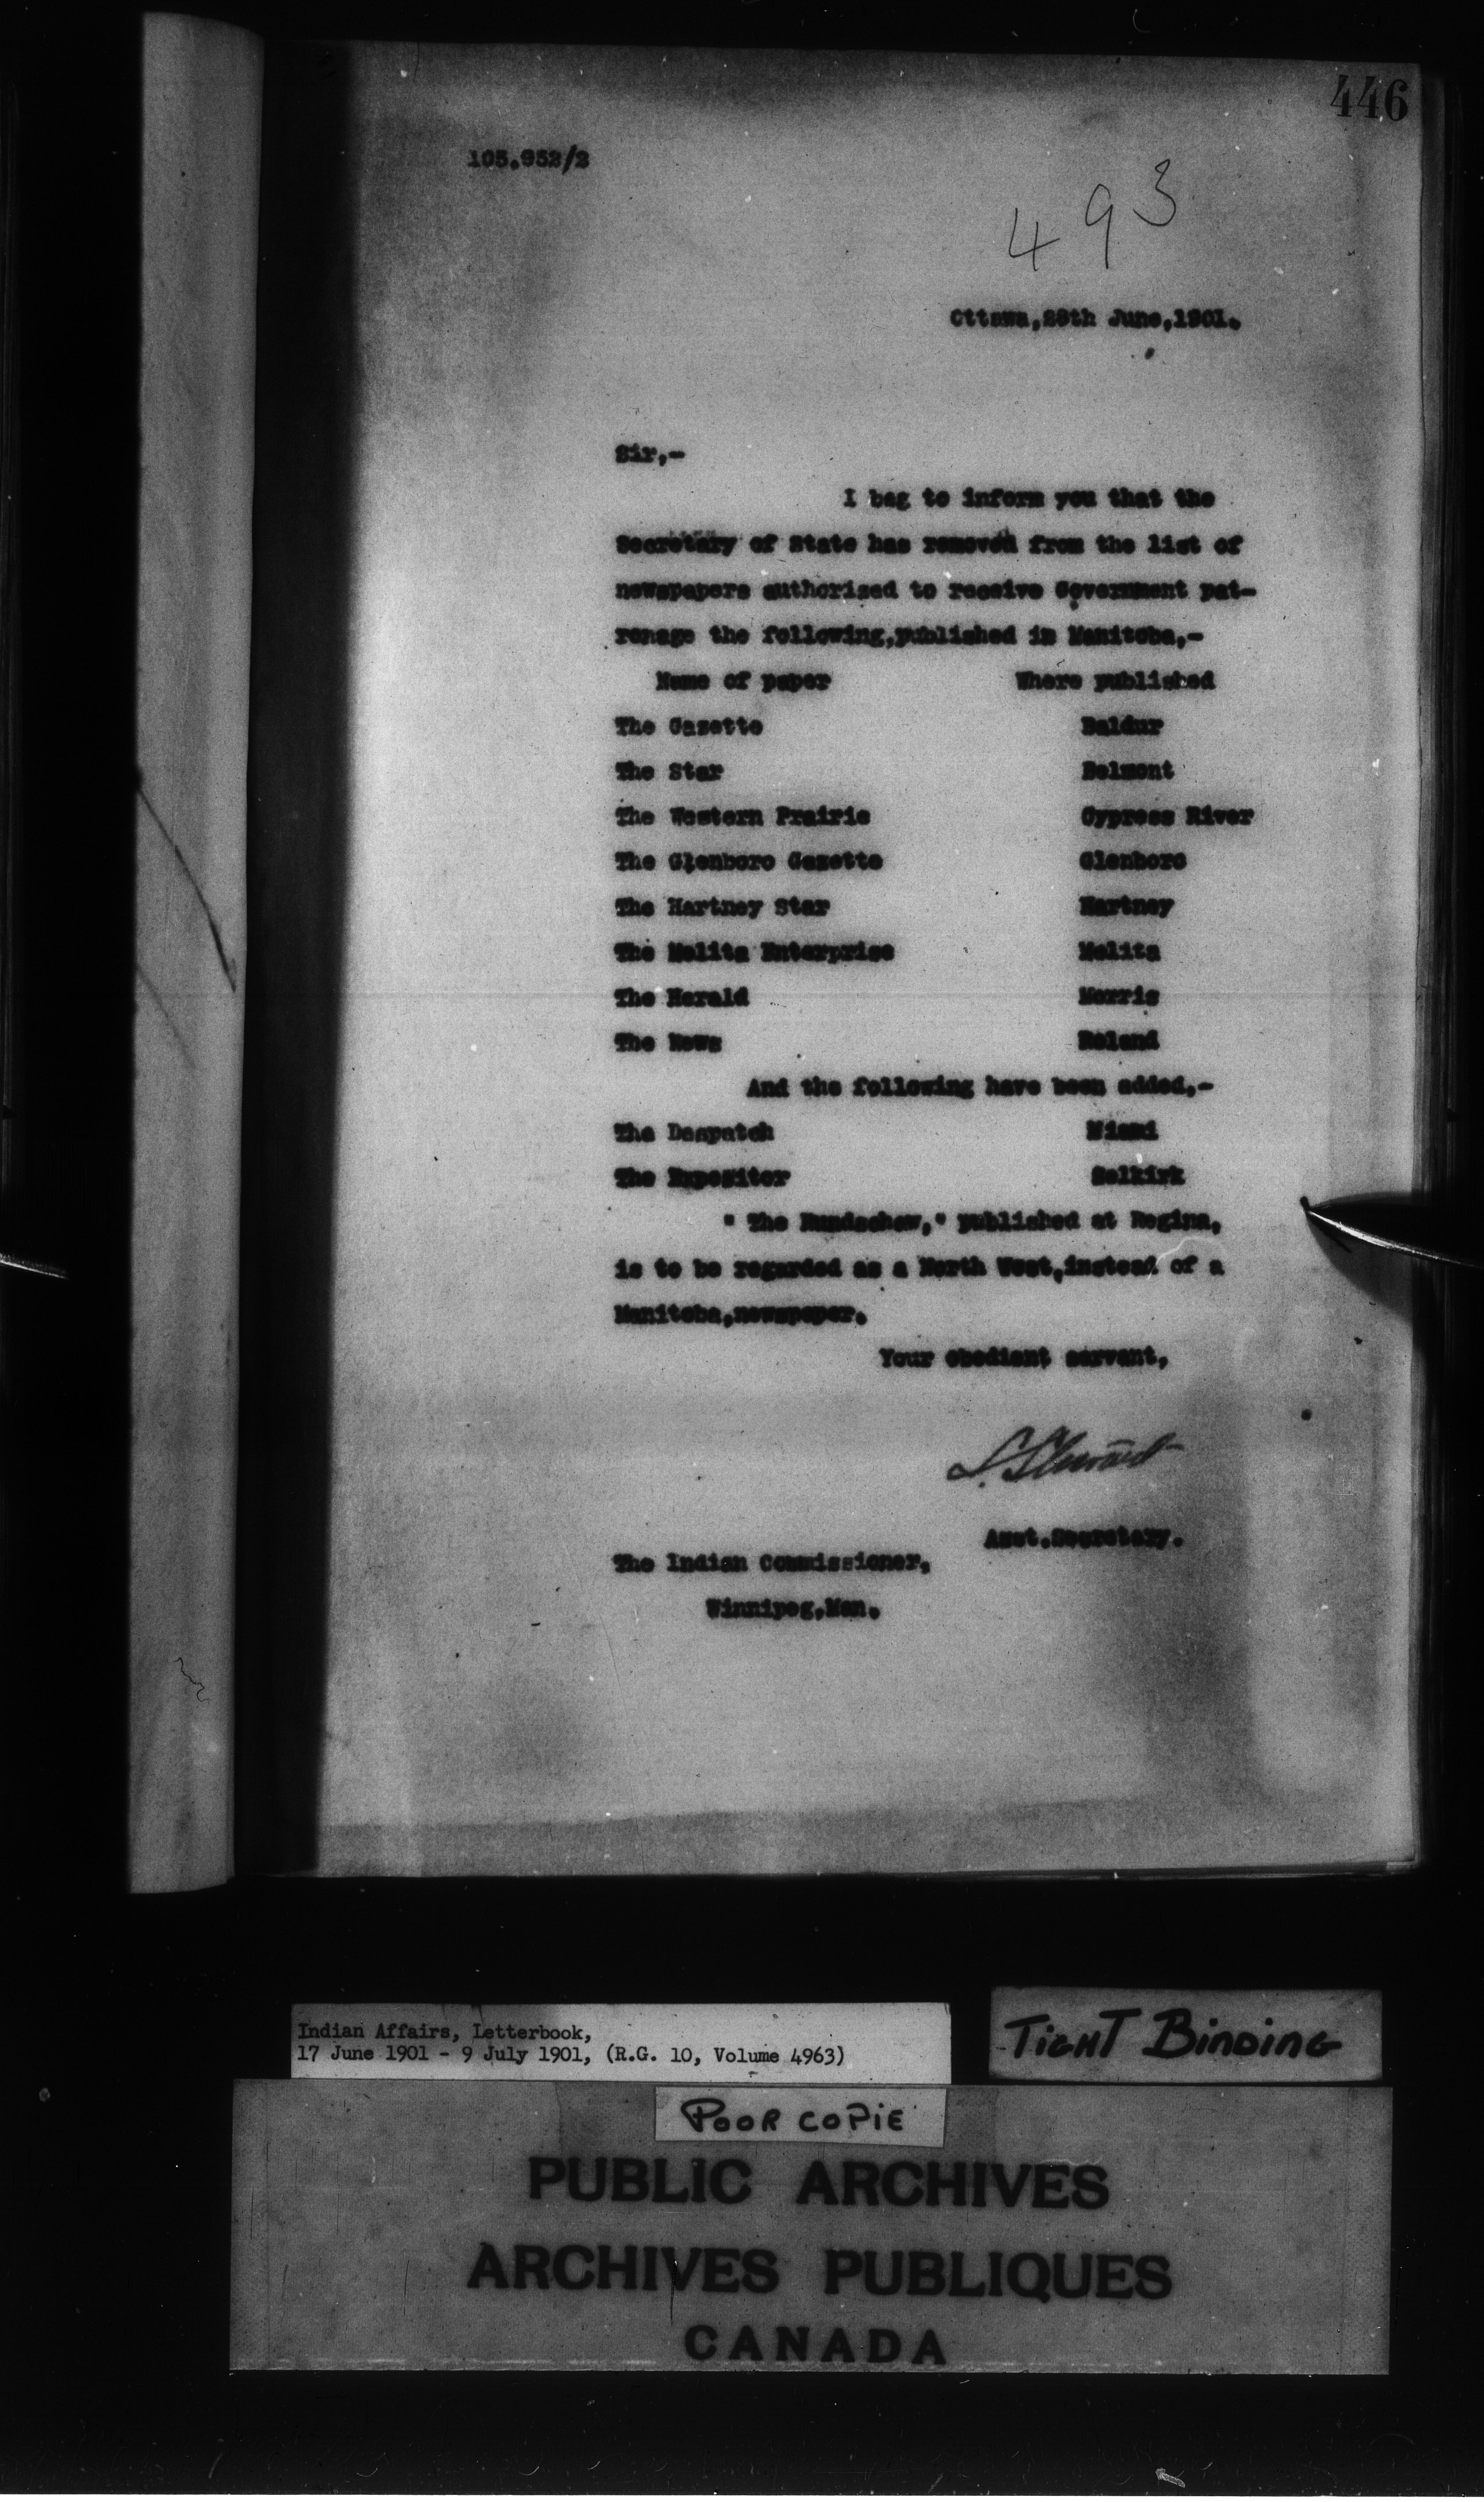 446
105.952/2
493
Ottawa,28th June,1901.
Sir,-
I beg to inform you that the
Secretary of State has removed from the list of
newspapers authorized to receive Government pat-
ronage the following,published in Manitoba,-
Name of paper Where published
The Gazette Baldur
The Star Belmont
The Western Prairie Cypress River
The Glenboro Gazette Glenboro
The Hartney Star Hartney
The Melita Enterprise Melita
The Herald Morris
The News Roland
And the following have been added,-
The Despatch Miami
The Expositor Selkirk
" The Rundschow," published at Regina,
is to be regarded as a North West,instead of a
Manitoba,newspaper.
Your obedient servant,
S. Stewart
Asst.Secretary.
The Indian Commissioner,
Winnipeg,Man.
Indian Affairs, Letterbook,
17 June 1901 - 9 July 1901, (R.G. 10, Volume 4963)
TIGHT BINDING
POOR COPIE
PUBLIC ARCHIVES
ARCHIVES PUBLIQUES
CANADA